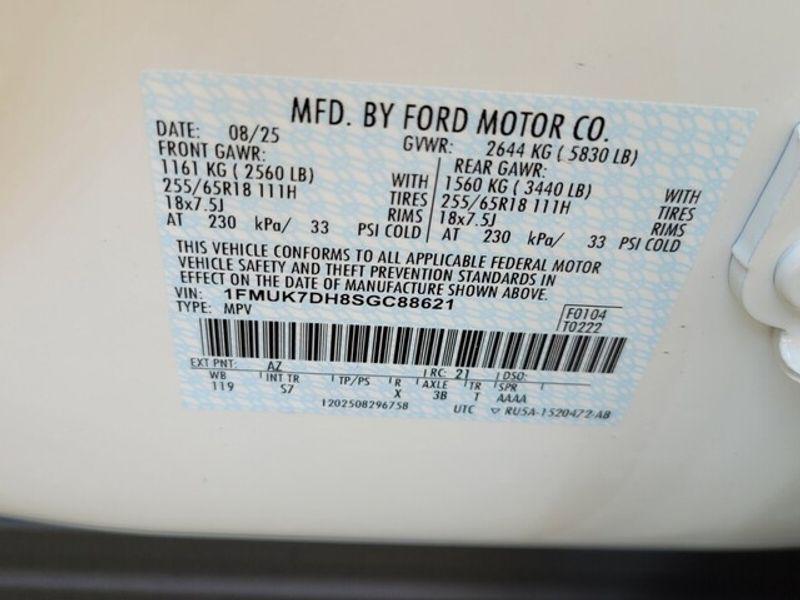 MFD. BY FORD MOTOR CO.
DATE: 08/25
GVWR: 2644 KG ( 5830 LB)
FRONT GAWR:
1161 KG ( 2560 LB) WITH
255/65R18 111H TIRES
18x7.5J RIMS
AT 230 kPa/ 33 PSI COLD
REAR GAWR:
1560 KG ( 3440 LB) WITH
255/65R18 111H TIRES
18x7.5J RIMS
AT 230 kPa/ 33 PSI COLD
THIS VEHICLE CONFORMS TO ALL APPLICABLE FEDERAL MOTOR
VEHICLE SAFETY AND THEFT PREVENTION STANDARDS IN
EFFECT ON THE DATE OF MANUFACTURE SHOWN ABOVE.
VIN: 1FMUK7DH8SGC88621
TYPE: MPV
F0104
T0222
EXT PNT: AZ RC: 21 DSO:
WB INT TR TP/PS R AXLE TR SPR
119 S7 X 3B T AAAA
1202508296758 UTC ▽ RU5A-1520472-AB